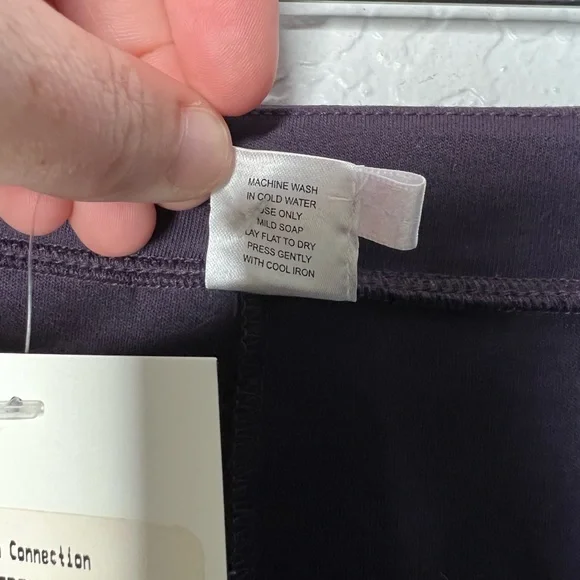 MACHINE WASH
IN COLD WATER
USE ONLY
MILD SOAP
LAY FLAT TO DRY
PRESS GENTLY
WITH COOL IRON
Connection